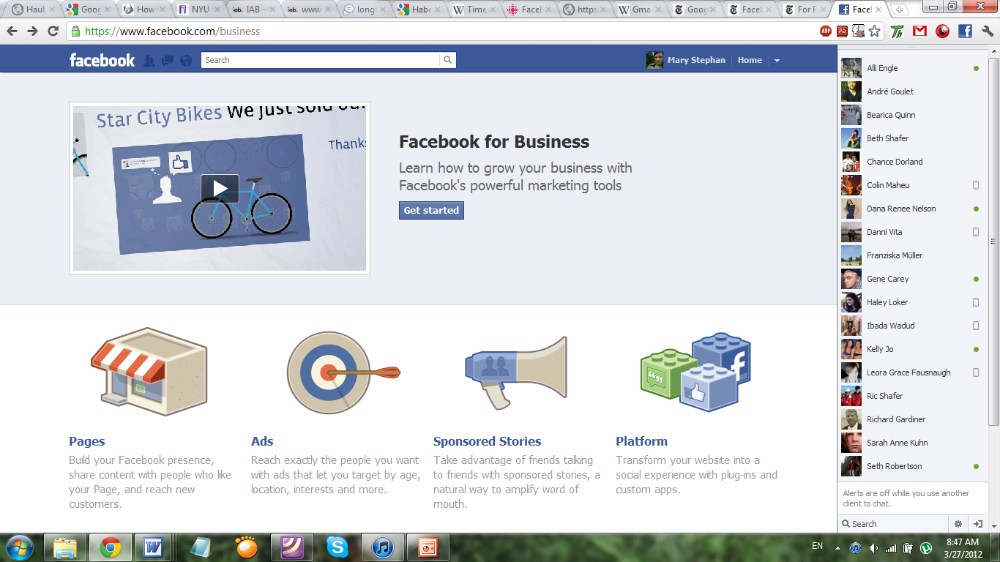 Haub
Goog
How
NYU
iab. IAB -
iab. www
long
Habe
W Time
Facel
https
W Gma
Goog
Facel
For F
Facel
https://www.facebook.com/business
ABP
facebook
Search
Mary Stephan
Home
Star City Bikes We just sold our
Thanks
Facebook for Business
Learn how to grow your business with
Facebook's powerful marketing tools
Get started
Pages
Build your Facebook presence,
share content with people who like
your Page, and reach new
customers.
Ads
Reach exactly the people you want
with ads that let you target by age,
location, interests and more.
Sponsored Stories
Take advantage of friends talking
to friends with sponsored stories, a
natural way to amplify word of
mouth.
Platform
Transform your website into a
social experience with plug-ins and
custom apps.
Alli Engle
André Goulet
Bearica Quinn
Beth Shafer
Chance Dorland
Colin Maheu
Dana Renee Nelson
Danni Vita
Franziska Müller
Gene Carey
Haley Loker
Ibada Wadud
Kelly Jo
Leora Grace Fausnaugh
Ric Shafer
Richard Gardiner
Sarah Anne Kuhn
Seth Robertson
Alerts are off while you use another
client to chat.
Search
EN
8:47 AM
3/27/2012